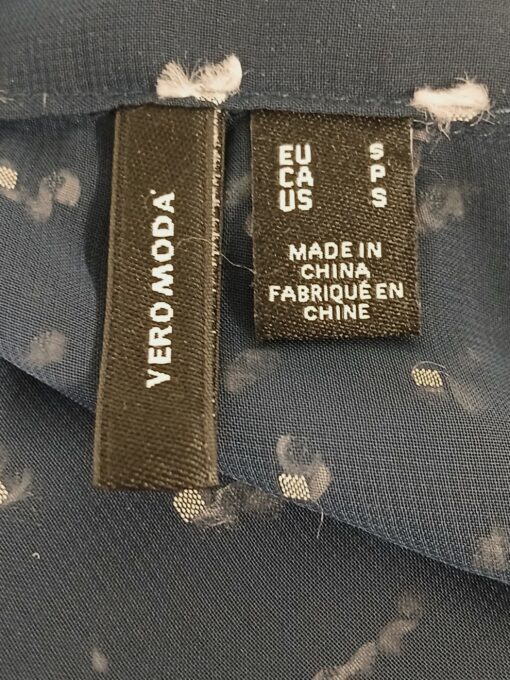 VERO MODA
EU S
CA P
US S
MADE IN
CHINA
FABRIQUÉ EN
CHINE